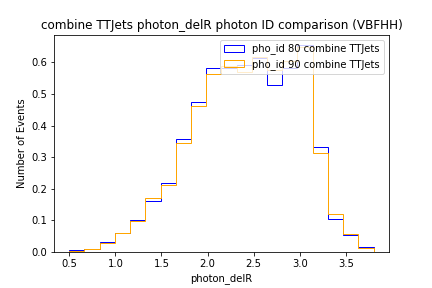 combine TTJets photon_delR photon ID comparison (VBFHH)
pho_id 80 combine TTJets
pho_id 90 combine TTJets
Number of Events
0.6
0.5
0.4
0.3
0.2
0.1
0.0
0.5 1.0 1.5 2.0 2.5 3.0 3.5
photon_delR